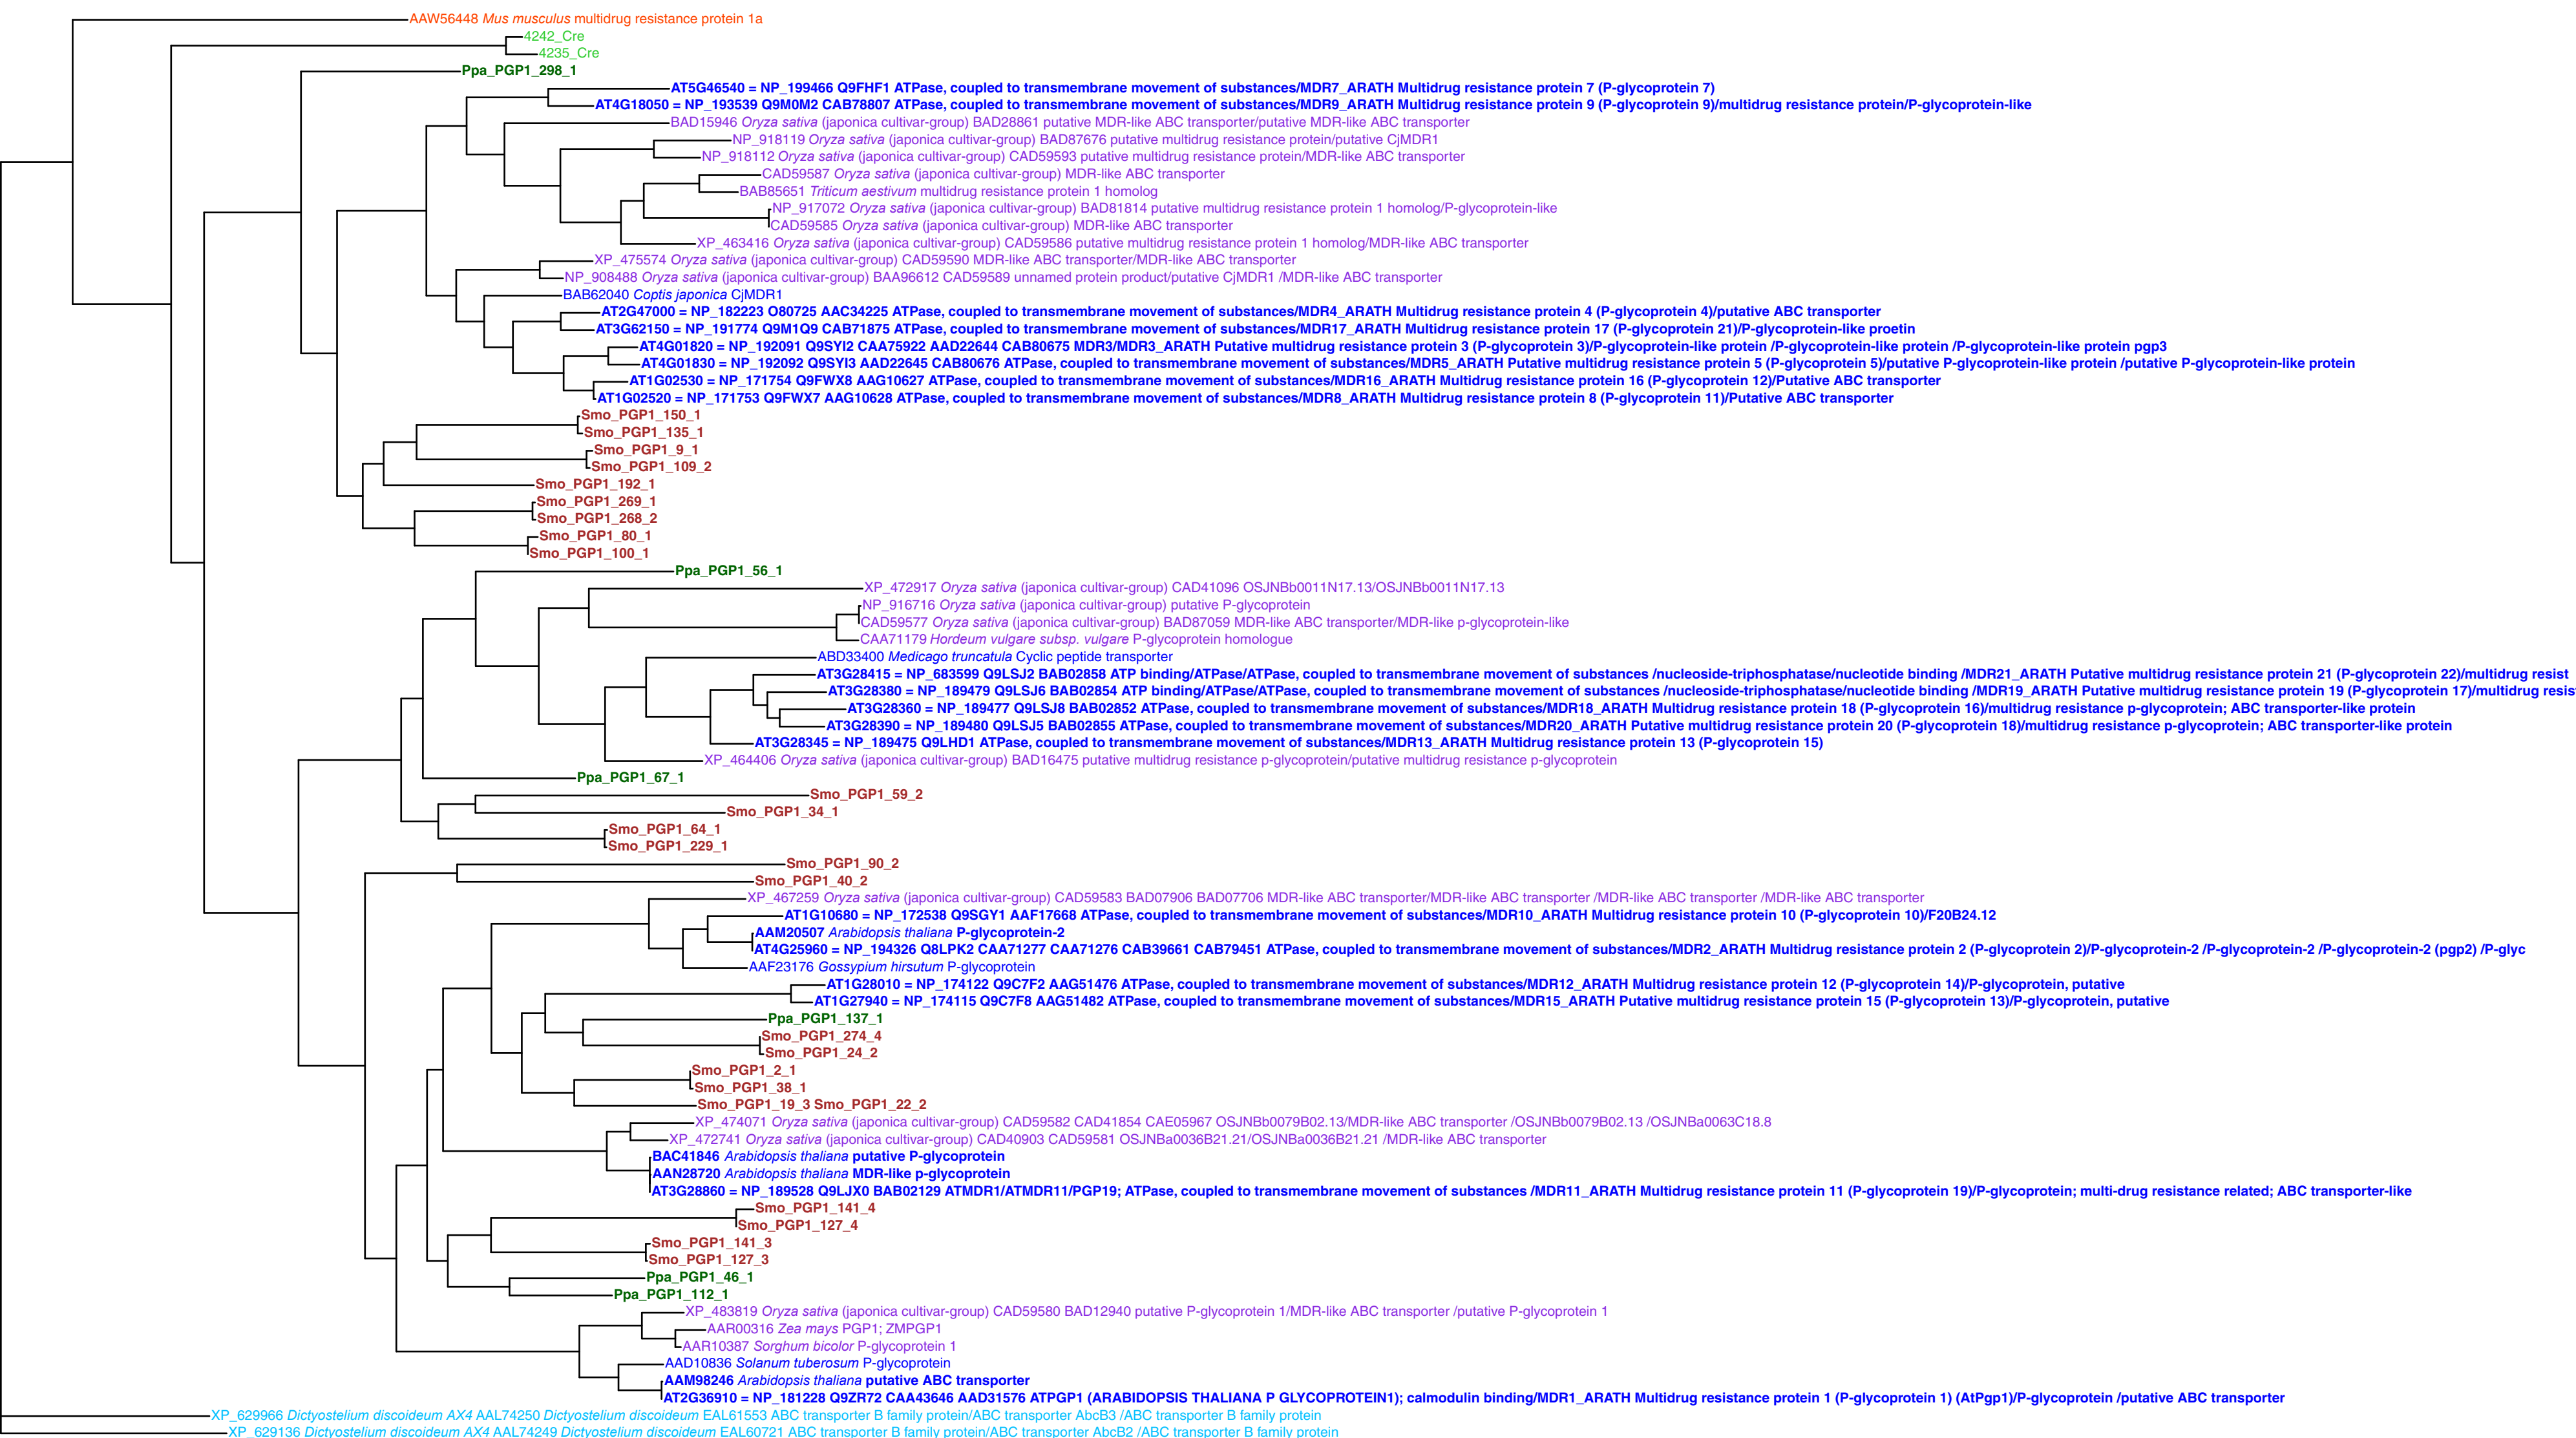 AAW56448 Mus musculus multidrug resistance protein 1a
4242_Cre
4235_Cre
Ppa_PGP1_298_1
AT5G46540 = NP_199466 Q9FHF1 ATPase, coupled to transmembrane movement of substances/MDR7_ARATH Multidrug resistance protein 7 (P-glycoprotein 7)
AT4G18050 = NP_193539 Q9M0M2 CAB78807 ATPase, coupled to transmembrane movement of substances/MDR9_ARATH Multidrug resistance protein 9 (P-glycoprotein 9)/multidrug resistance protein/P-glycoprotein-like
BAD15946 Oryza sativa (japonica cultivar-group) BAD28861 putative MDR-like ABC transporter/putative MDR-like ABC transporter
NP_918119 Oryza sativa (japonica cultivar-group) BAD87676 putative multidrug resistance protein/putative CjMDR1
NP_918112 Oryza sativa (japonica cultivar-group) CAD59593 putative multidrug resistance protein/MDR-like ABC transporter
CAD59587 Oryza sativa (japonica cultivar-group) MDR-like ABC transporter
BAB85651 Triticum aestivum multidrug resistance protein 1 homolog
NP_917072 Oryza sativa (japonica cultivar-group) BAD81814 putative multidrug resistance protein 1 homolog/P-glycoprotein-like
CAD59585 Oryza sativa (japonica cultivar-group) MDR-like ABC transporter
XP_463416 Oryza sativa (japonica cultivar-group) CAD59586 putative multidrug resistance protein 1 homolog/MDR-like ABC transporter
XP_475574 Oryza sativa (japonica cultivar-group) CAD59590 MDR-like ABC transporter/MDR-like ABC transporter
NP_908488 Oryza sativa (japonica cultivar-group) BAA96612 CAD59589 unnamed protein product/putative CjMDR1 /MDR-like ABC transporter
BAB62040 Coptis japonica CjMDR1
AT2G47000 = NP_182223 O80725 AAC34225 ATPase, coupled to transmembrane movement of substances/MDR4_ARATH Multidrug resistance protein 4 (P-glycoprotein 4)/putative ABC transporter
AT3G62150 = NP_191774 Q9M1Q9 CAB71875 ATPase, coupled to transmembrane movement of substances/MDR17_ARATH Multidrug resistance protein 17 (P-glycoprotein 21)/P-glycoprotein-like proetin
AT4G01820 = NP_192091 Q9SYI2 CAA75922 AAD22644 CAB80675 MDR3/MDR3_ARATH Putative multidrug resistance protein 3 (P-glycoprotein 3)/P-glycoprotein-like protein /P-glycoprotein-like protein /P-glycoprotein-like protein pgp3
AT4G01830 = NP_192092 Q9SYI3 AAD22645 CAB80676 ATPase, coupled to transmembrane movement of substances/MDR5_ARATH Putative multidrug resistance protein 5 (P-glycoprotein 5)/putative P-glycoprotein-like protein /putative P-glycoprotein-like protein
AT1G02530 = NP_171754 Q9FWX8 AAG10627 ATPase, coupled to transmembrane movement of substances/MDR16_ARATH Multidrug resistance protein 16 (P-glycoprotein 12)/Putative ABC transporter
AT1G02520 = NP_171753 Q9FWX7 AAG10628 ATPase, coupled to transmembrane movement of substances/MDR8_ARATH Multidrug resistance protein 8 (P-glycoprotein 11)/Putative ABC transporter
Smo_PGP1_150_1
Smo_PGP1_135_1
Smo_PGP1_9_1
Smo_PGP1_109_2
Smo_PGP1_192_1
Smo_PGP1_269_1
Smo_PGP1_268_2
Smo_PGP1_80_1
Smo_PGP1_100_1
Ppa_PGP1_56_1
XP_472917 Oryza sativa (japonica cultivar-group) CAD41096 OSJNBb0011N17.13/OSJNBb0011N17.13
NP_916716 Oryza sativa (japonica cultivar-group) putative P-glycoprotein
CAD59577 Oryza sativa (japonica cultivar-group) BAD87059 MDR-like ABC transporter/MDR-like p-glycoprotein-like
CAA71179 Hordeum vulgare subsp. vulgare P-glycoprotein homologue
ABD33400 Medicago truncatula Cyclic peptide transporter
AT3G28415 = NP_683599 Q9LSJ2 BAB02858 ATP binding/ATPase/ATPase, coupled to transmembrane movement of substances /nucleoside-triphosphatase/nucleotide binding /MDR21_ARATH Putative multidrug resistance protein 21 (P-glycoprotein 22)/multidrug resist
AT3G28380 = NP_189479 Q9LSJ6 BAB02854 ATP binding/ATPase/ATPase, coupled to transmembrane movement of substances /nucleoside-triphosphatase/nucleotide binding /MDR19_ARATH Putative multidrug resistance protein 19 (P-glycoprotein 17)/multidrug resis
AT3G28360 = NP_189477 Q9LSJ8 BAB02852 ATPase, coupled to transmembrane movement of substances/MDR18_ARATH Multidrug resistance protein 18 (P-glycoprotein 16)/multidrug resistance p-glycoprotein; ABC transporter-like protein
AT3G28390 = NP_189480 Q9LSJ5 BAB02855 ATPase, coupled to transmembrane movement of substances/MDR20_ARATH Putative multidrug resistance protein 20 (P-glycoprotein 18)/multidrug resistance p-glycoprotein; ABC transporter-like protein
AT3G28345 = NP_189475 Q9LHD1 ATPase, coupled to transmembrane movement of substances/MDR13_ARATH Multidrug resistance protein 13 (P-glycoprotein 15)
XP_464406 Oryza sativa (japonica cultivar-group) BAD16475 putative multidrug resistance p-glycoprotein/putative multidrug resistance p-glycoprotein
Ppa_PGP1_67_1
Smo_PGP1_59_2
Smo_PGP1_34_1
Smo_PGP1_64_1
Smo_PGP1_229_1
Smo_PGP1_90_2
Smo_PGP1_40_2
XP_467259 Oryza sativa (japonica cultivar-group) CAD59583 BAD07906 BAD07706 MDR-like ABC transporter/MDR-like ABC transporter /MDR-like ABC transporter /MDR-like ABC transporter
AT1G10680 = NP_172538 Q9SGY1 AAF17668 ATPase, coupled to transmembrane movement of substances/MDR10_ARATH Multidrug resistance protein 10 (P-glycoprotein 10)/F20B24.12
AAM20507 Arabidopsis thaliana P-glycoprotein-2
AT4G25960 = NP_194326 Q8LPK2 CAA71277 CAA71276 CAB39661 CAB79451 ATPase, coupled to transmembrane movement of substances/MDR2_ARATH Multidrug resistance protein 2 (P-glycoprotein 2)/P-glycoprotein-2 /P-glycoprotein-2 /P-glycoprotein-2 (pgp2) /P-glyc
AAF23176 Gossypium hirsutum P-glycoprotein
AT1G28010 = NP_174122 Q9C7F2 AAG51476 ATPase, coupled to transmembrane movement of substances/MDR12_ARATH Multidrug resistance protein 12 (P-glycoprotein 14)/P-glycoprotein, putative
AT1G27940 = NP_174115 Q9C7F8 AAG51482 ATPase, coupled to transmembrane movement of substances/MDR15_ARATH Putative multidrug resistance protein 15 (P-glycoprotein 13)/P-glycoprotein, putative
Ppa_PGP1_137_1
Smo_PGP1_274_4
Smo_PGP1_24_2
Smo_PGP1_2_1
Smo_PGP1_38_1
Smo_PGP1_19_3 Smo_PGP1_22_2
XP_474071 Oryza sativa (japonica cultivar-group) CAD59582 CAD41854 CAE05967 OSJNBb0079B02.13/MDR-like ABC transporter /OSJNBb0079B02.13 /OSJNBa0063C18.8
XP_472741 Oryza sativa (japonica cultivar-group) CAD40903 CAD59581 OSJNBa0036B21.21/OSJNBa0036B21.21 /MDR-like ABC transporter
BAC41846 Arabidopsis thaliana putative P-glycoprotein
AAN28720 Arabidopsis thaliana MDR-like p-glycoprotein
AT3G28860 = NP_189528 Q9LJX0 BAB02129 ATMDR1/ATMDR11/PGP19; ATPase, coupled to transmembrane movement of substances /MDR11_ARATH Multidrug resistance protein 11 (P-glycoprotein 19)/P-glycoprotein; multi-drug resistance related; ABC transporter-like
Smo_PGP1_141_4
Smo_PGP1_127_4
Smo_PGP1_141_3
Smo_PGP1_127_3
Ppa_PGP1_46_1
Ppa_PGP1_112_1
XP_483819 Oryza sativa (japonica cultivar-group) CAD59580 BAD12940 putative P-glycoprotein 1/MDR-like ABC transporter /putative P-glycoprotein 1
AAR00316 Zea mays PGP1; ZMPGP1
AAR10387 Sorghum bicolor P-glycoprotein 1
AAD10836 Solanum tuberosum P-glycoprotein
AAM98246 Arabidopsis thaliana putative ABC transporter
AT2G36910 = NP_181228 Q9ZR72 CAA43646 AAD31576 ATPGP1 (ARABIDOPSIS THALIANA P GLYCOPROTEIN1); calmodulin binding/MDR1_ARATH Multidrug resistance protein 1 (P-glycoprotein 1) (AtPgp1)/P-glycoprotein /putative ABC transporter
XP_629966 Dictyostelium discoideum AX4 AAL74250 Dictyostelium discoideum EAL61553 ABC transporter B family protein/ABC transporter AbcB3 /ABC transporter B family protein
XP_629136 Dictyostelium discoideum AX4 AAL74249 Dictyostelium discoideum EAL60721 ABC transporter B family protein/ABC transporter AbcB2 /ABC transporter B family protein